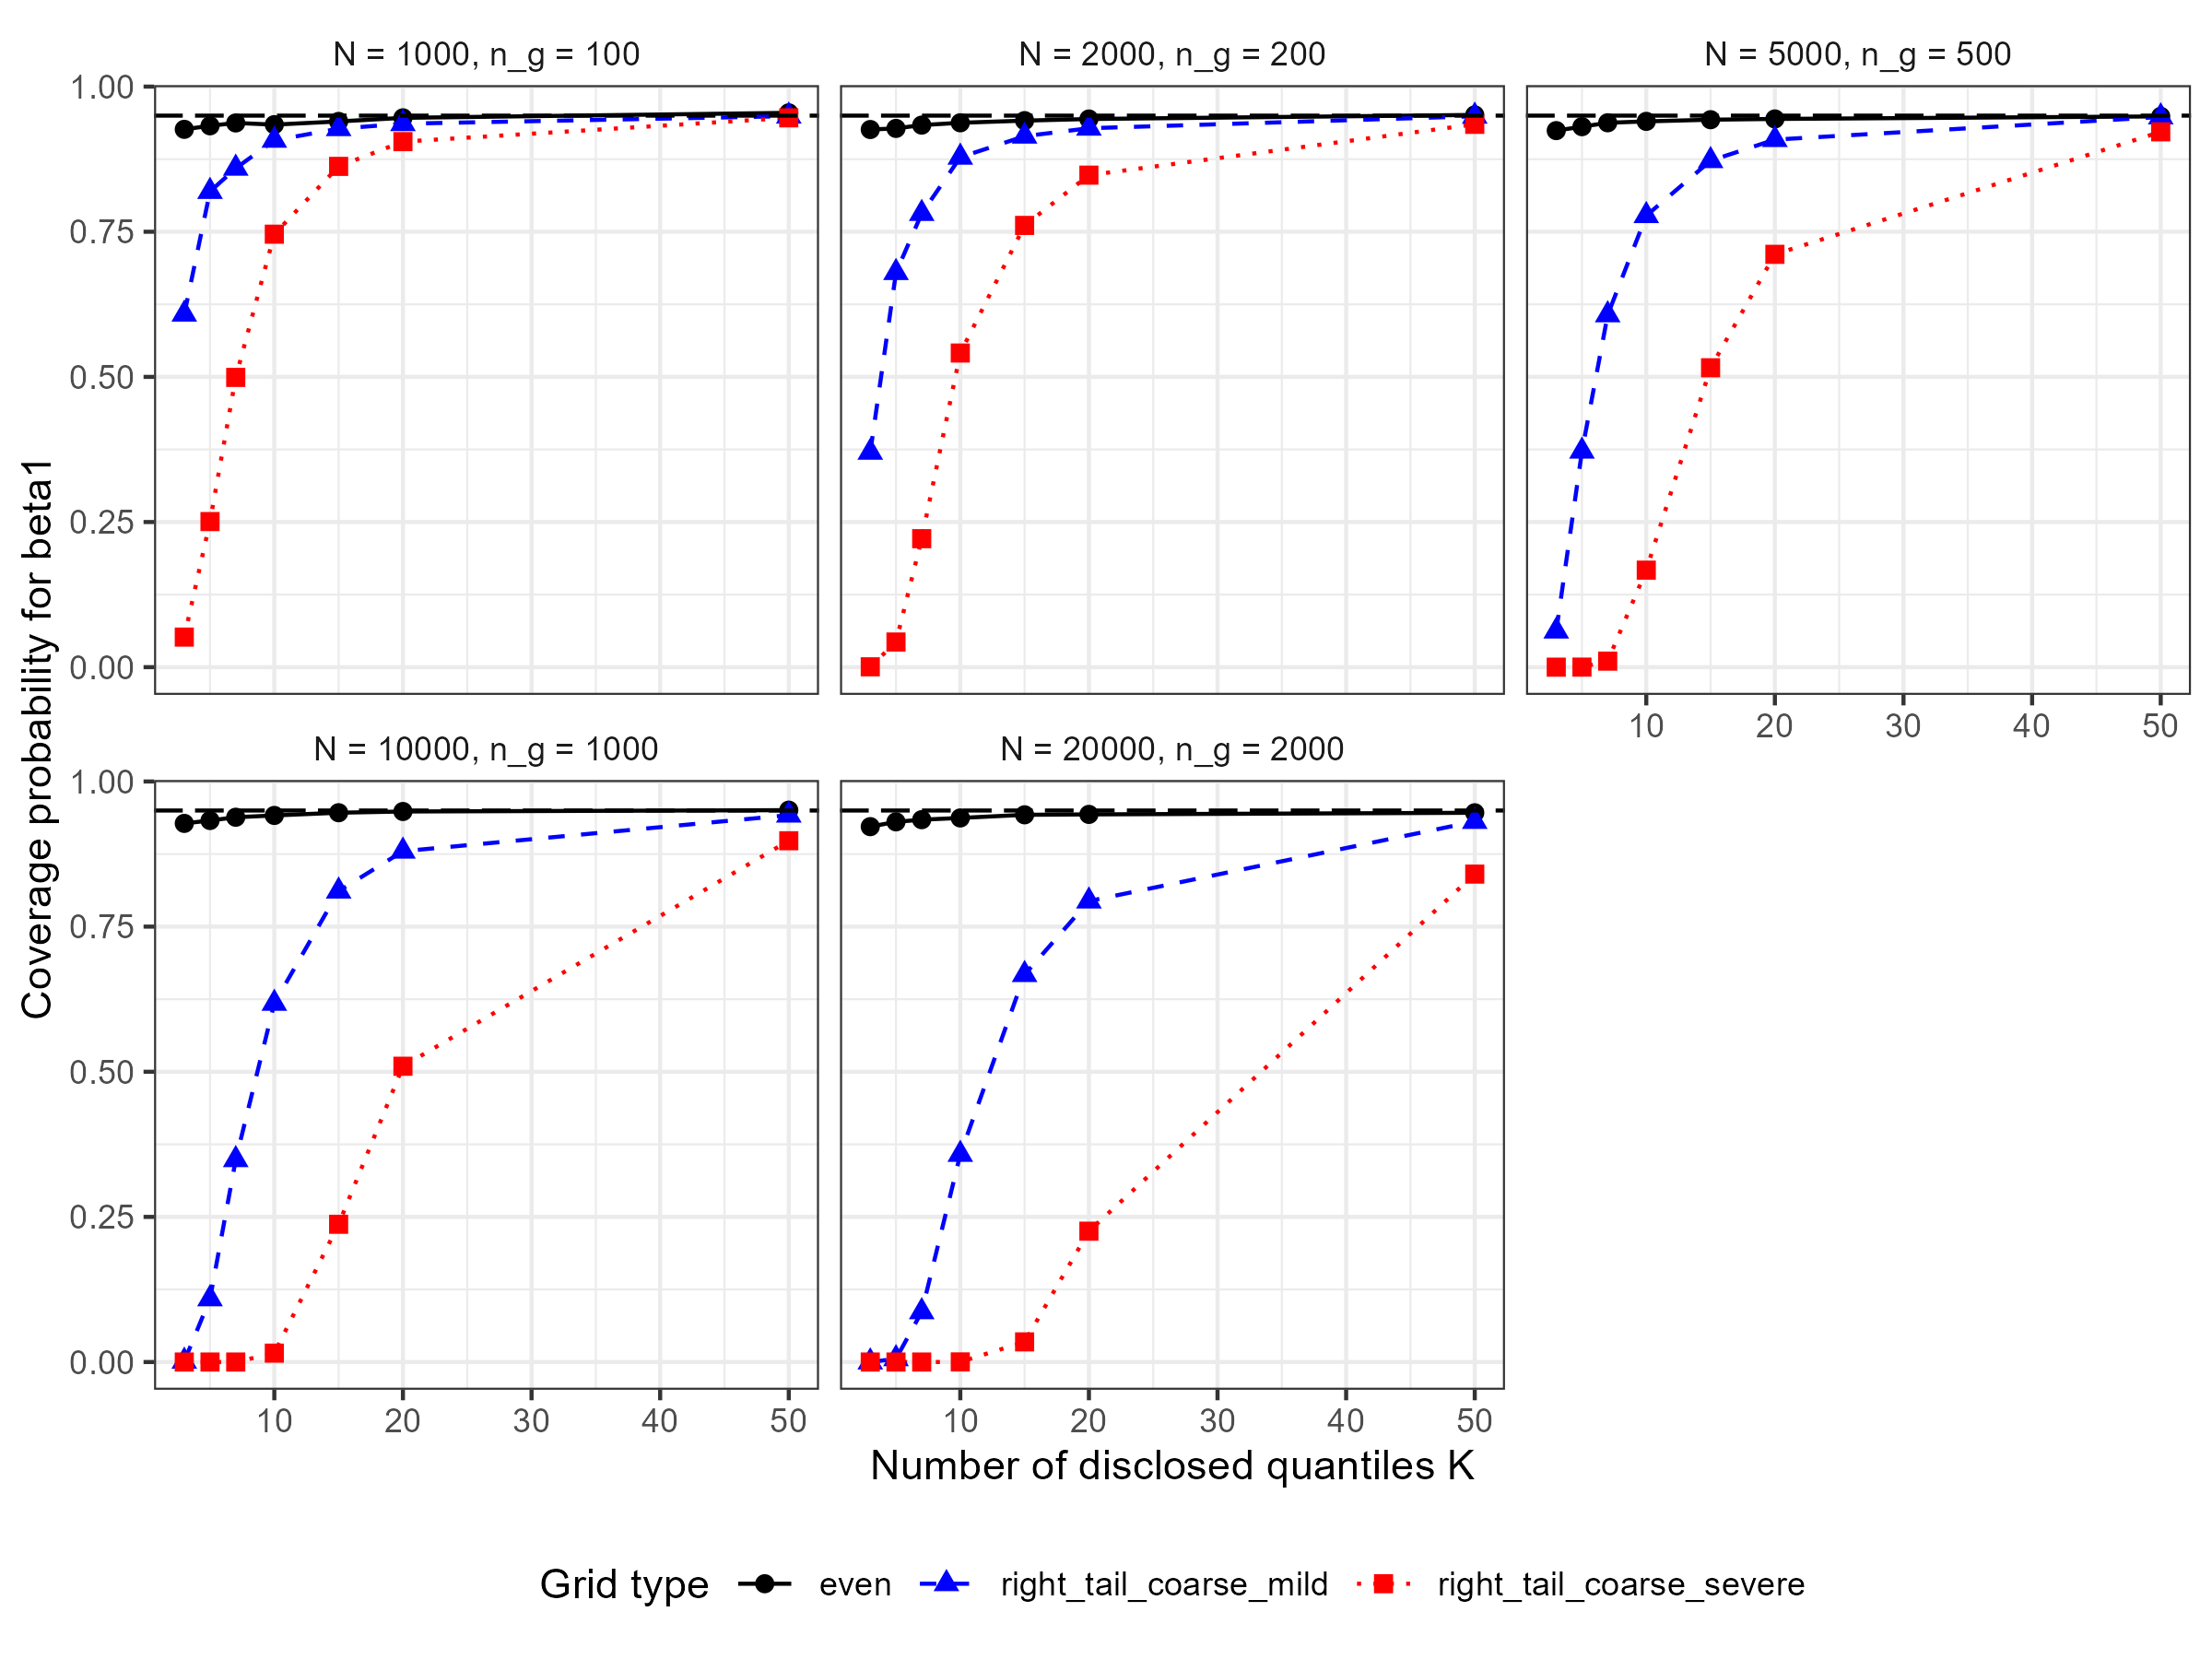 N = 1000, n_g = 100
N = 2000, n_g = 200
N = 5000, n_g = 500
1.00
0.75
0.50
0.25
0.00
10 20 30 40 50
Coverage probability for beta1
N = 10000, n_g = 1000
N = 20000, n_g = 2000
1.00
0.75
0.50
0.25
0.00
10 20 30 40 50
10 20 30 40 50
Number of disclosed quantiles K
Grid type even right_tail_coarse_mild right_tail_coarse_severe